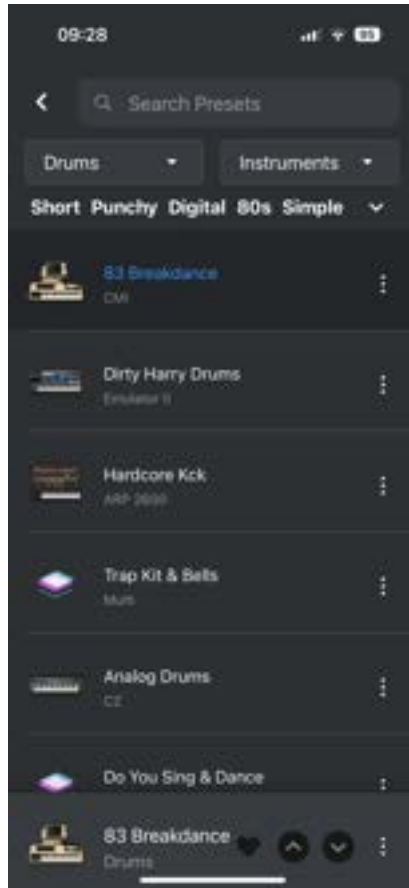 09:28
95
Search Presets
Drums Instruments
Short Punchy Digital 80s Simple
83 Breakdance
CMI
Dirty Harry Drums
Emulator II
Hardcore Kck
ARP 2600
Trap Kit & Bells
Multi
Analog Drums
CZ
Do You Sing & Dance
83 Breakdance
Drums